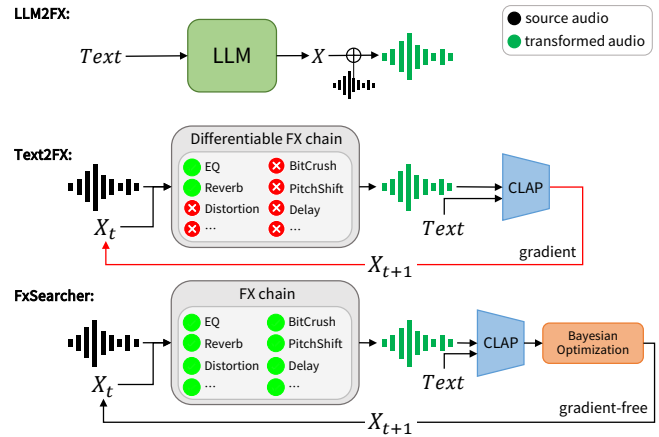 LLM2FX:
source audio
transformed audio
Text
LLM
X
Differentiable FX chain
Text2FX:
EQ
BitCrush
Reverb
PitchShift
Distortion
Delay
...
...
CLAP
X_t
Text
gradient
X_{t+1}
FxSearcher:
FX chain
EQ
BitCrush
Reverb
PitchShift
Distortion
Delay
...
...
CLAP
Bayesian
Optimization
X_t
Text
gradient-free
X_{t+1}